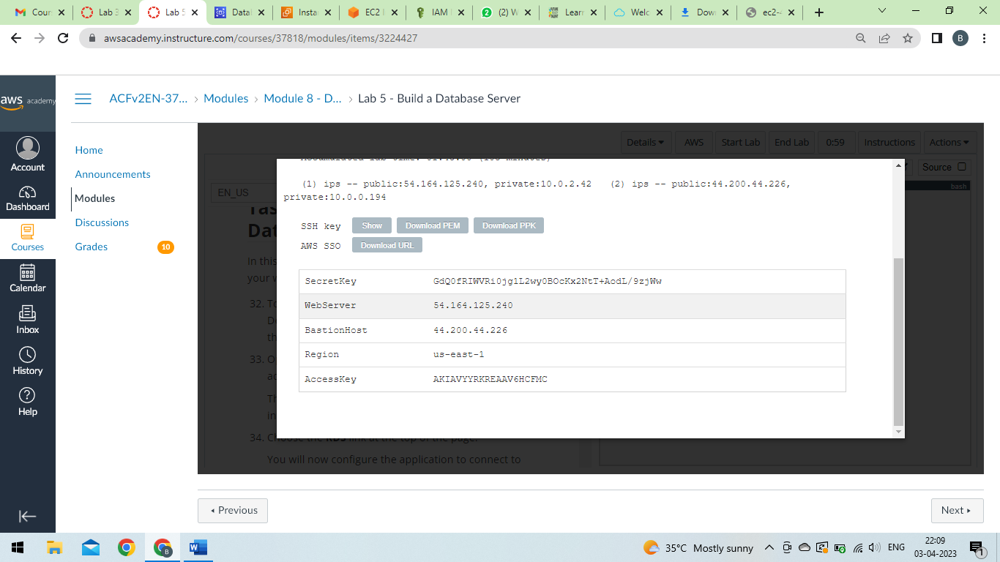 Cour
Lab 3
Lab 5
Datal
Insta
EC2
IAM
(2) W
Learn
Welc
Dow
ec2-
awsacademy.instructure.com/courses/37818/modules/items/3224427
B
aws academy
ACFv2EN-37... > Modules > Module 8 - D... > Lab 5 - Build a Database Server
Account
Dashboard
Courses
Calendar
Inbox
History
Help
Home
Announcements
Modules
Discussions
Grades 10
Details AWS Start Lab End Lab 0:59 Instructions Actions
Source
EN_US
bash
Dat
In this
your w
32. To
th
33. O
ac
Th
in
34. Choose the RDS link at the top of the page.
You will now configure the application to connect to
(1) ips -- public:54.164.125.240, private:10.0.2.42 (2) ips -- public:44.200.44.226,
private:10.0.0.194
SSH key Show Download PEM Download PPK
AWS SSO Download URL
SecretKey GdQ0fRIWVRi0jg1L2wy0BOcKx2NtT+AodL/9zjWw
WebServer 54.164.125.240
BastionHost 44.200.44.226
Region us-east-1
AccessKey AKIAVYYRKREAAV6HCFMC
Previous
Next
35°C Mostly sunny
ENG
22:09
03-04-2023
1